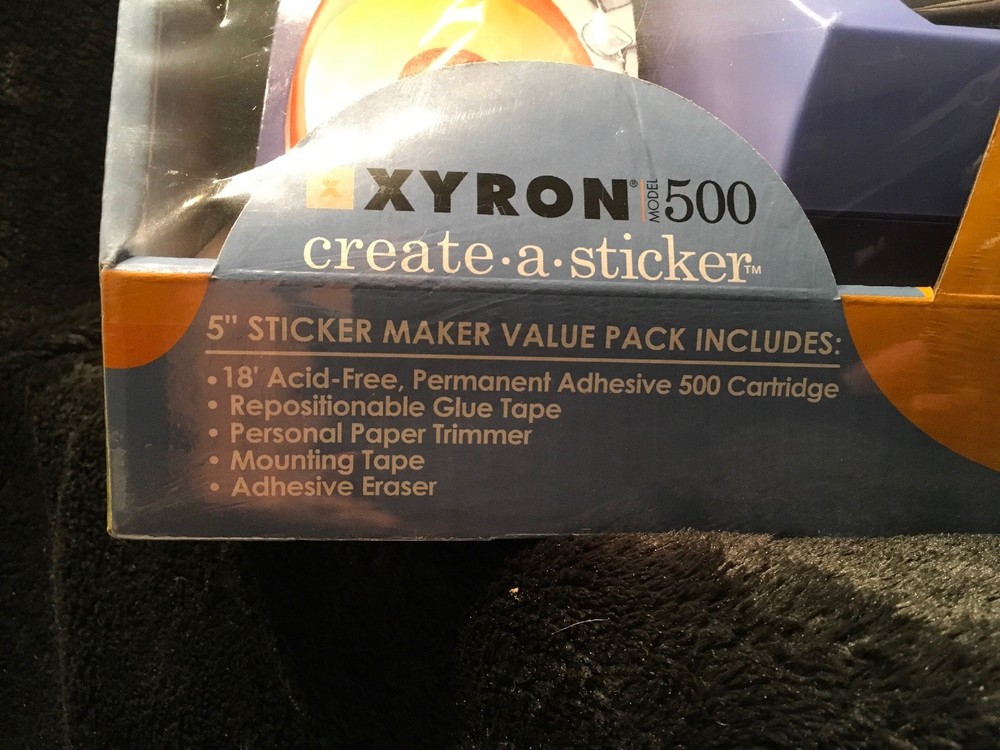 XYRON® MODEL 500
create·a·sticker™
5" STICKER MAKER VALUE PACK INCLUDES:
• 18' Acid-Free, Permanent Adhesive 500 Cartridge
• Repositionable Glue Tape
• Personal Paper Trimmer
• Mounting Tape
• Adhesive Eraser